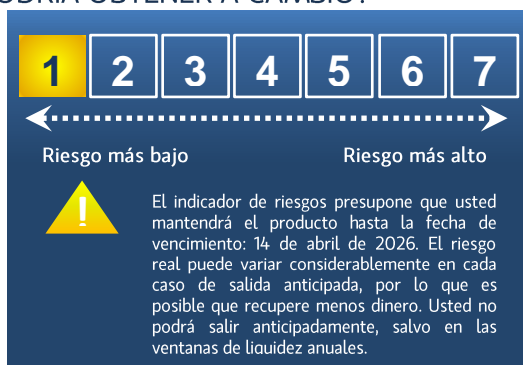 PODRÍA OBTENER A CAMBIO?
1 2 3 4 5 6 7
Riesgo más bajo Riesgo más alto
!
El indicador de riesgos presupone que usted
mantendrá el producto hasta la fecha de
vencimiento: 14 de abril de 2026. El riesgo
real puede variar considerablemente en cada
caso de salida anticipada, por lo que es
posible que recupere menos dinero. Usted no
podrá salir anticipadamente, salvo en las
ventanas de liquidez anuales.